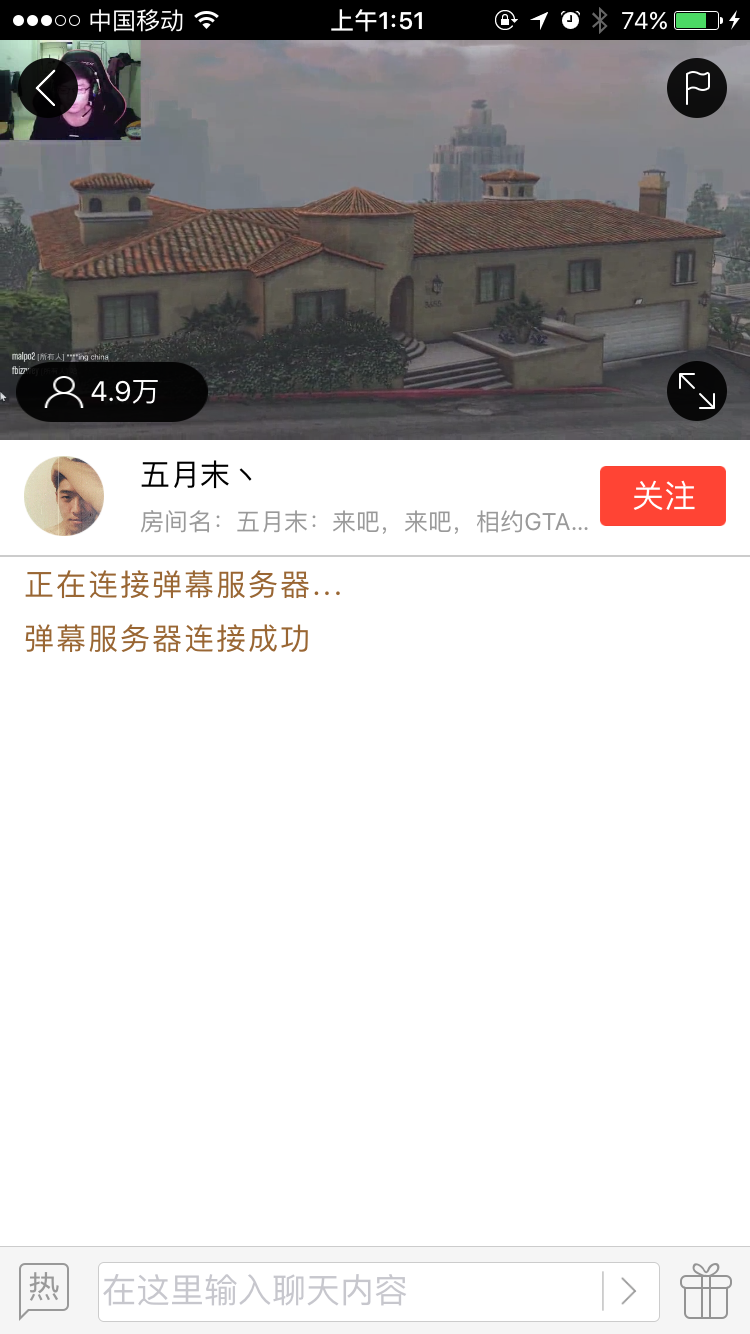 中国移动
上午1:51
74%
malpo2 [所有人] ****ing china
4.9万
五月末丶
关注
房间名：五月末：来吧，来吧，相约GTA...
正在连接弹幕服务器...
弹幕服务器连接成功
热
在这里输入聊天内容